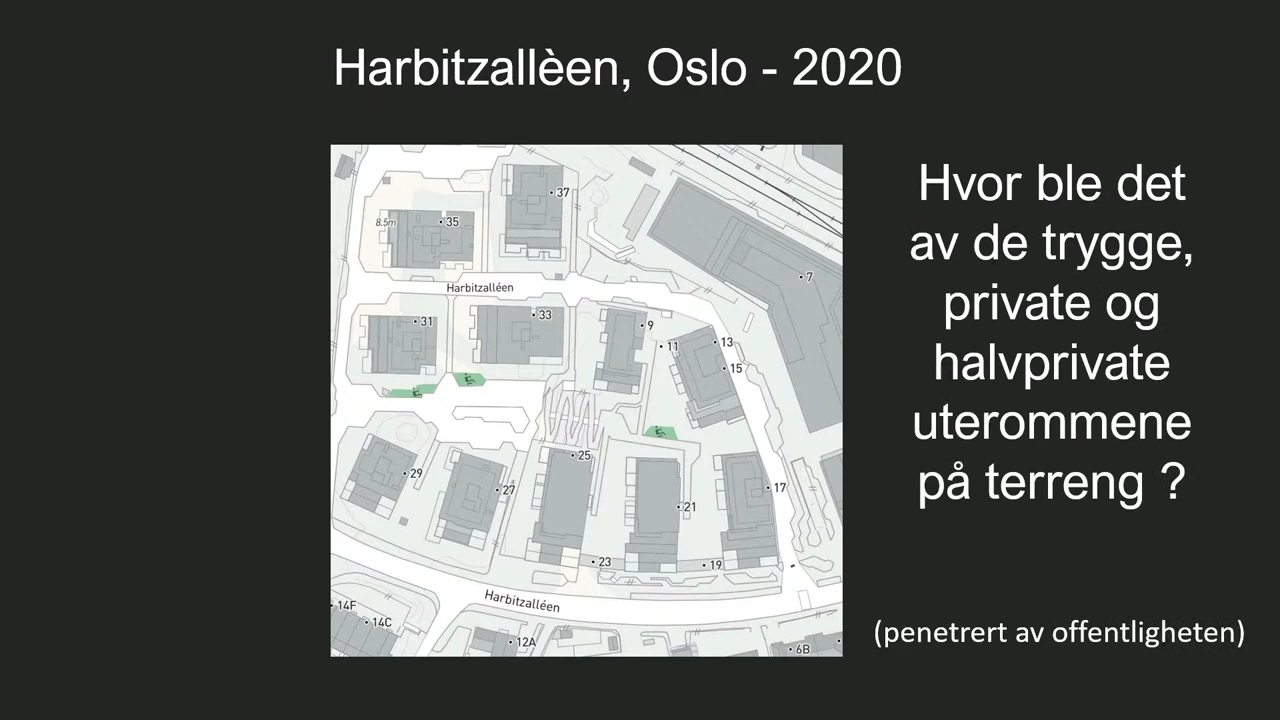 Harbitzallèen, Oslo - 2020
Hvor ble det
av de trygge,
private og
halvprivate
uterommene
på terreng ?
(penetrert av offentligheten)
37
8.5m
35
7
Harbitzalléen
31
33
9
11
13
15
25
29
27
17
21
23
19
Harbitzalléen
14F
14C
12A
6B